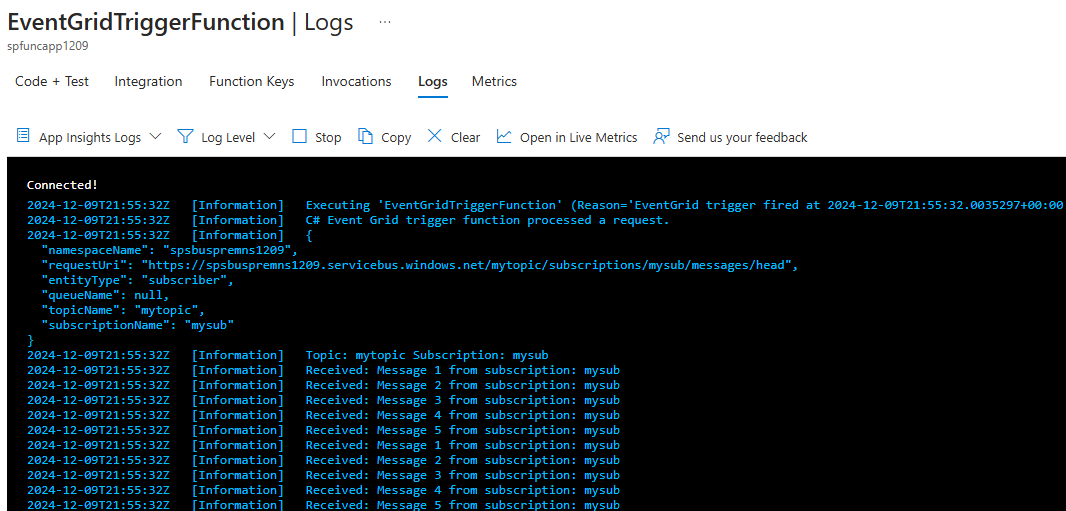 EventGridTriggerFunction | Logs ...
spfuncapp1209
Code + Test Integration Function Keys Invocations Logs Metrics
App Insights Logs Log Level Stop Copy Clear Open in Live Metrics Send us your feedback
Connected!
2024-12-09T21:55:32Z [Information] Executing 'EventGridTriggerFunction' (Reason='EventGrid trigger fired at 2024-12-09T21:55:32.0035297+00:00
2024-12-09T21:55:32Z [Information] C# Event Grid trigger function processed a request.
2024-12-09T21:55:32Z [Information] {
"namespaceName": "spsbuspremns1209",
"requestUri": "https://spsbuspremns1209.servicebus.windows.net/mytopic/subscriptions/mysub/messages/head",
"entityType": "subscriber",
"queueName": null,
"topicName": "mytopic",
"subscriptionName": "mysub"
}
2024-12-09T21:55:32Z [Information] Topic: mytopic Subscription: mysub
2024-12-09T21:55:32Z [Information] Received: Message 1 from subscription: mysub
2024-12-09T21:55:32Z [Information] Received: Message 2 from subscription: mysub
2024-12-09T21:55:32Z [Information] Received: Message 3 from subscription: mysub
2024-12-09T21:55:32Z [Information] Received: Message 4 from subscription: mysub
2024-12-09T21:55:32Z [Information] Received: Message 5 from subscription: mysub
2024-12-09T21:55:32Z [Information] Received: Message 1 from subscription: mysub
2024-12-09T21:55:32Z [Information] Received: Message 2 from subscription: mysub
2024-12-09T21:55:32Z [Information] Received: Message 3 from subscription: mysub
2024-12-09T21:55:32Z [Information] Received: Message 4 from subscription: mysub
2024-12-09T21:55:32Z [Information] Received: Message 5 from subscription: mysub